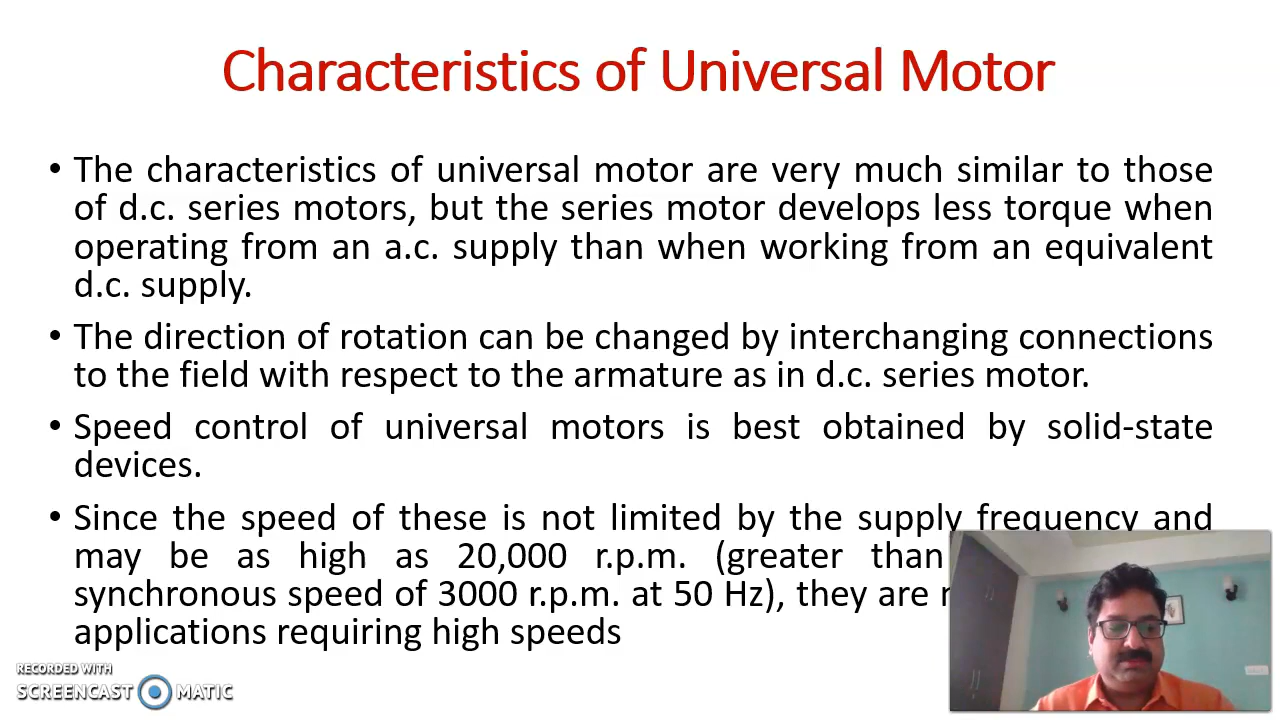 Characteristics of Universal Motor
• The characteristics of universal motor are very much similar to those
of d.c. series motors, but the series motor develops less torque when
operating from an a.c. supply than when working from an equivalent
d.c. supply.
• The direction of rotation can be changed by interchanging connections
to the field with respect to the armature as in d.c. series motor.
• Speed control of universal motors is best obtained by solid-state
devices.
• Since the speed of these is not limited by the supply frequency and
may be as high as 20,000 r.p.m. (greater than
synchronous speed of 3000 r.p.m. at 50 Hz), they are
applications requiring high speeds
RECORDED WITH
SCREENCAST MATIC